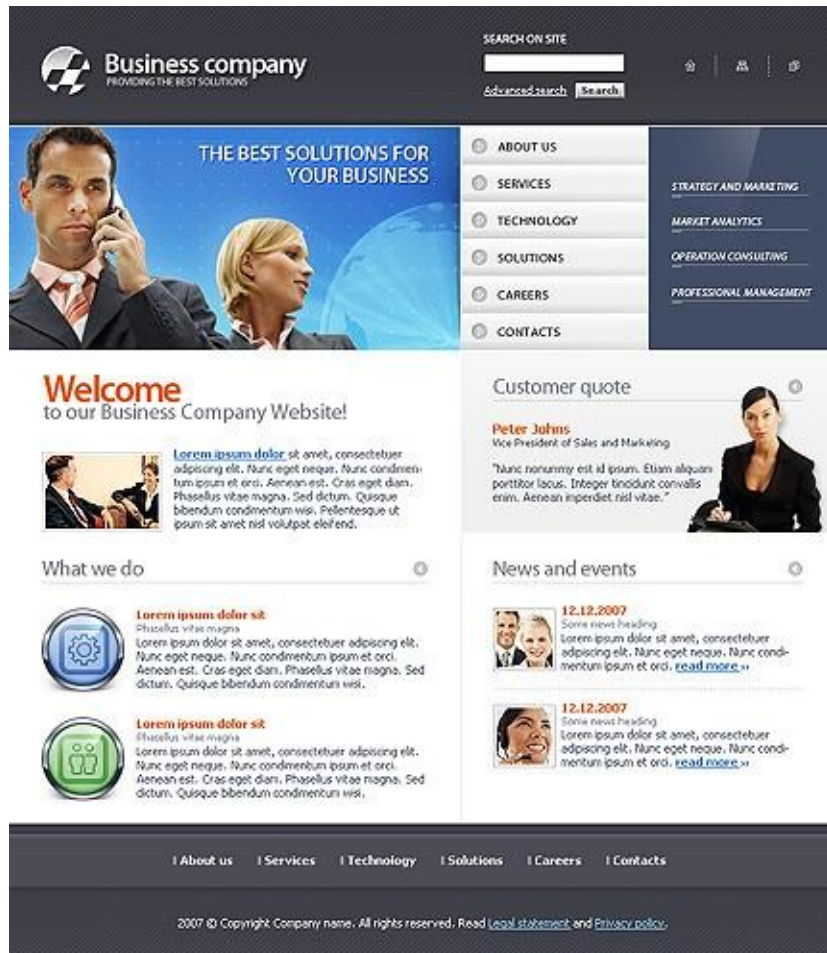 Business company
PROVIDING THE BEST SOLUTIONS
SEARCH ON SITE
Advanced search
Search
THE BEST SOLUTIONS FOR
YOUR BUSINESS
ABOUT US
SERVICES
TECHNOLOGY
SOLUTIONS
CAREERS
CONTACTS
STRATEGY AND MARKETING
MARKET ANALYTICS
OPERATION CONSULTING
PROFESSIONAL MANAGEMENT
Welcome
to our Business Company Website!
Lorem ipsum dolor sit amet, consectetuer
adipiscing elit. Nunc eget neque. Nunc condimen-
tum ipsum et orci. Aenean est. Cras eget diam.
Phasellus vitae magna. Sed dictum. Quisque
bibendum condimentum wisi. Pellentesque ut
ipsum sit amet nisl volutpat eleifend.
Customer quote
Peter Johns
Vice President of Sales and Marketing
"Nunc nonummy est id ipsum. Etiam aliquam
porttitor lacus. Integer tincidunt convallis
enim. Aenean imperdiet nisl vitae."
What we do
Lorem ipsum dolor sit
Phasellus vitae magna
Lorem ipsum dolor sit amet, consectetuer adipiscing elit.
Nunc eget neque. Nunc condimentum ipsum et orci.
Aenean est. Cras eget diam. Phasellus vitae magna. Sed
dictum. Quisque bibendum condimentum wisi.
Lorem ipsum dolor sit
Phasellus vitae magna
Lorem ipsum dolor sit amet, consectetuer adipiscing elit.
Nunc eget neque. Nunc condimentum ipsum et orci.
Aenean est. Cras eget diam. Phasellus vitae magna. Sed
dictum. Quisque bibendum condimentum wisi.
News and events
12.12.2007
Some news heading
Lorem ipsum dolor sit amet, consectetuer
adipiscing elit. Nunc eget neque. Nunc condi-
mentum ipsum et orci. read more »
12.12.2007
Some news heading
Lorem ipsum dolor sit amet, consectetuer
adipiscing elit. Nunc eget neque. Nunc condi-
mentum ipsum et orci. read more »
| About us | Services | Technology | Solutions | Careers | Contacts
2007 © Copyright Company name. All rights reserved. Read Legal statement and Privacy policy.